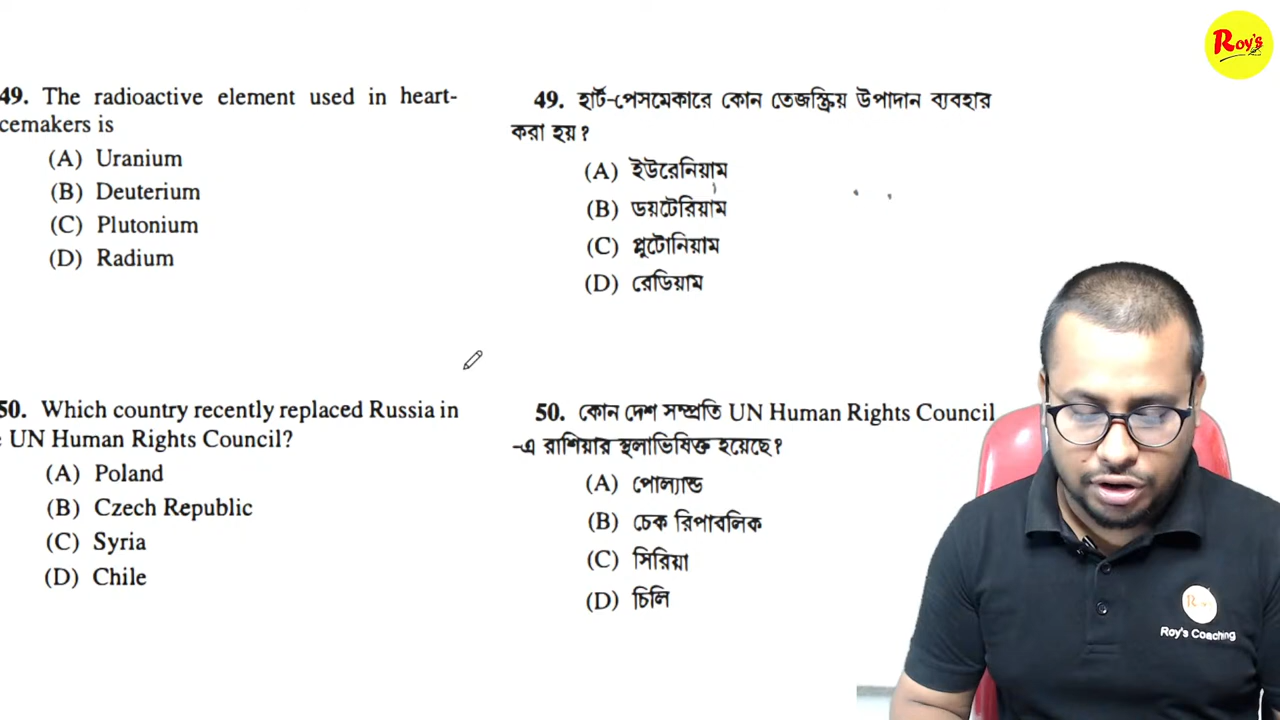 Roy's
49. The radioactive element used in heart-
cemakers is
(A) Uranium
(B) Deuterium
(C) Plutonium
(D) Radium
50. Which country recently replaced Russia in
e UN Human Rights Council?
(A) Poland
(B) Czech Republic
(C) Syria
(D) Chile
49. হার্ট-পেসমেকারে কোন তেজস্ক্রিয় উপাদান ব্যবহার
করা হয়?
(A) ইউরেনিয়াম
(B) ডয়টেরিয়াম
(C) প্লুটোনিয়াম
(D) রেডিয়াম
50. কোন দেশ সম্প্রতি UN Human Rights Council
-এ রাশিয়ার স্থলাভিষিক্ত হয়েছে?
(A) পোল্যান্ড
(B) চেক রিপাবলিক
(C) সিরিয়া
(D) চিলি
Roy's Coaching